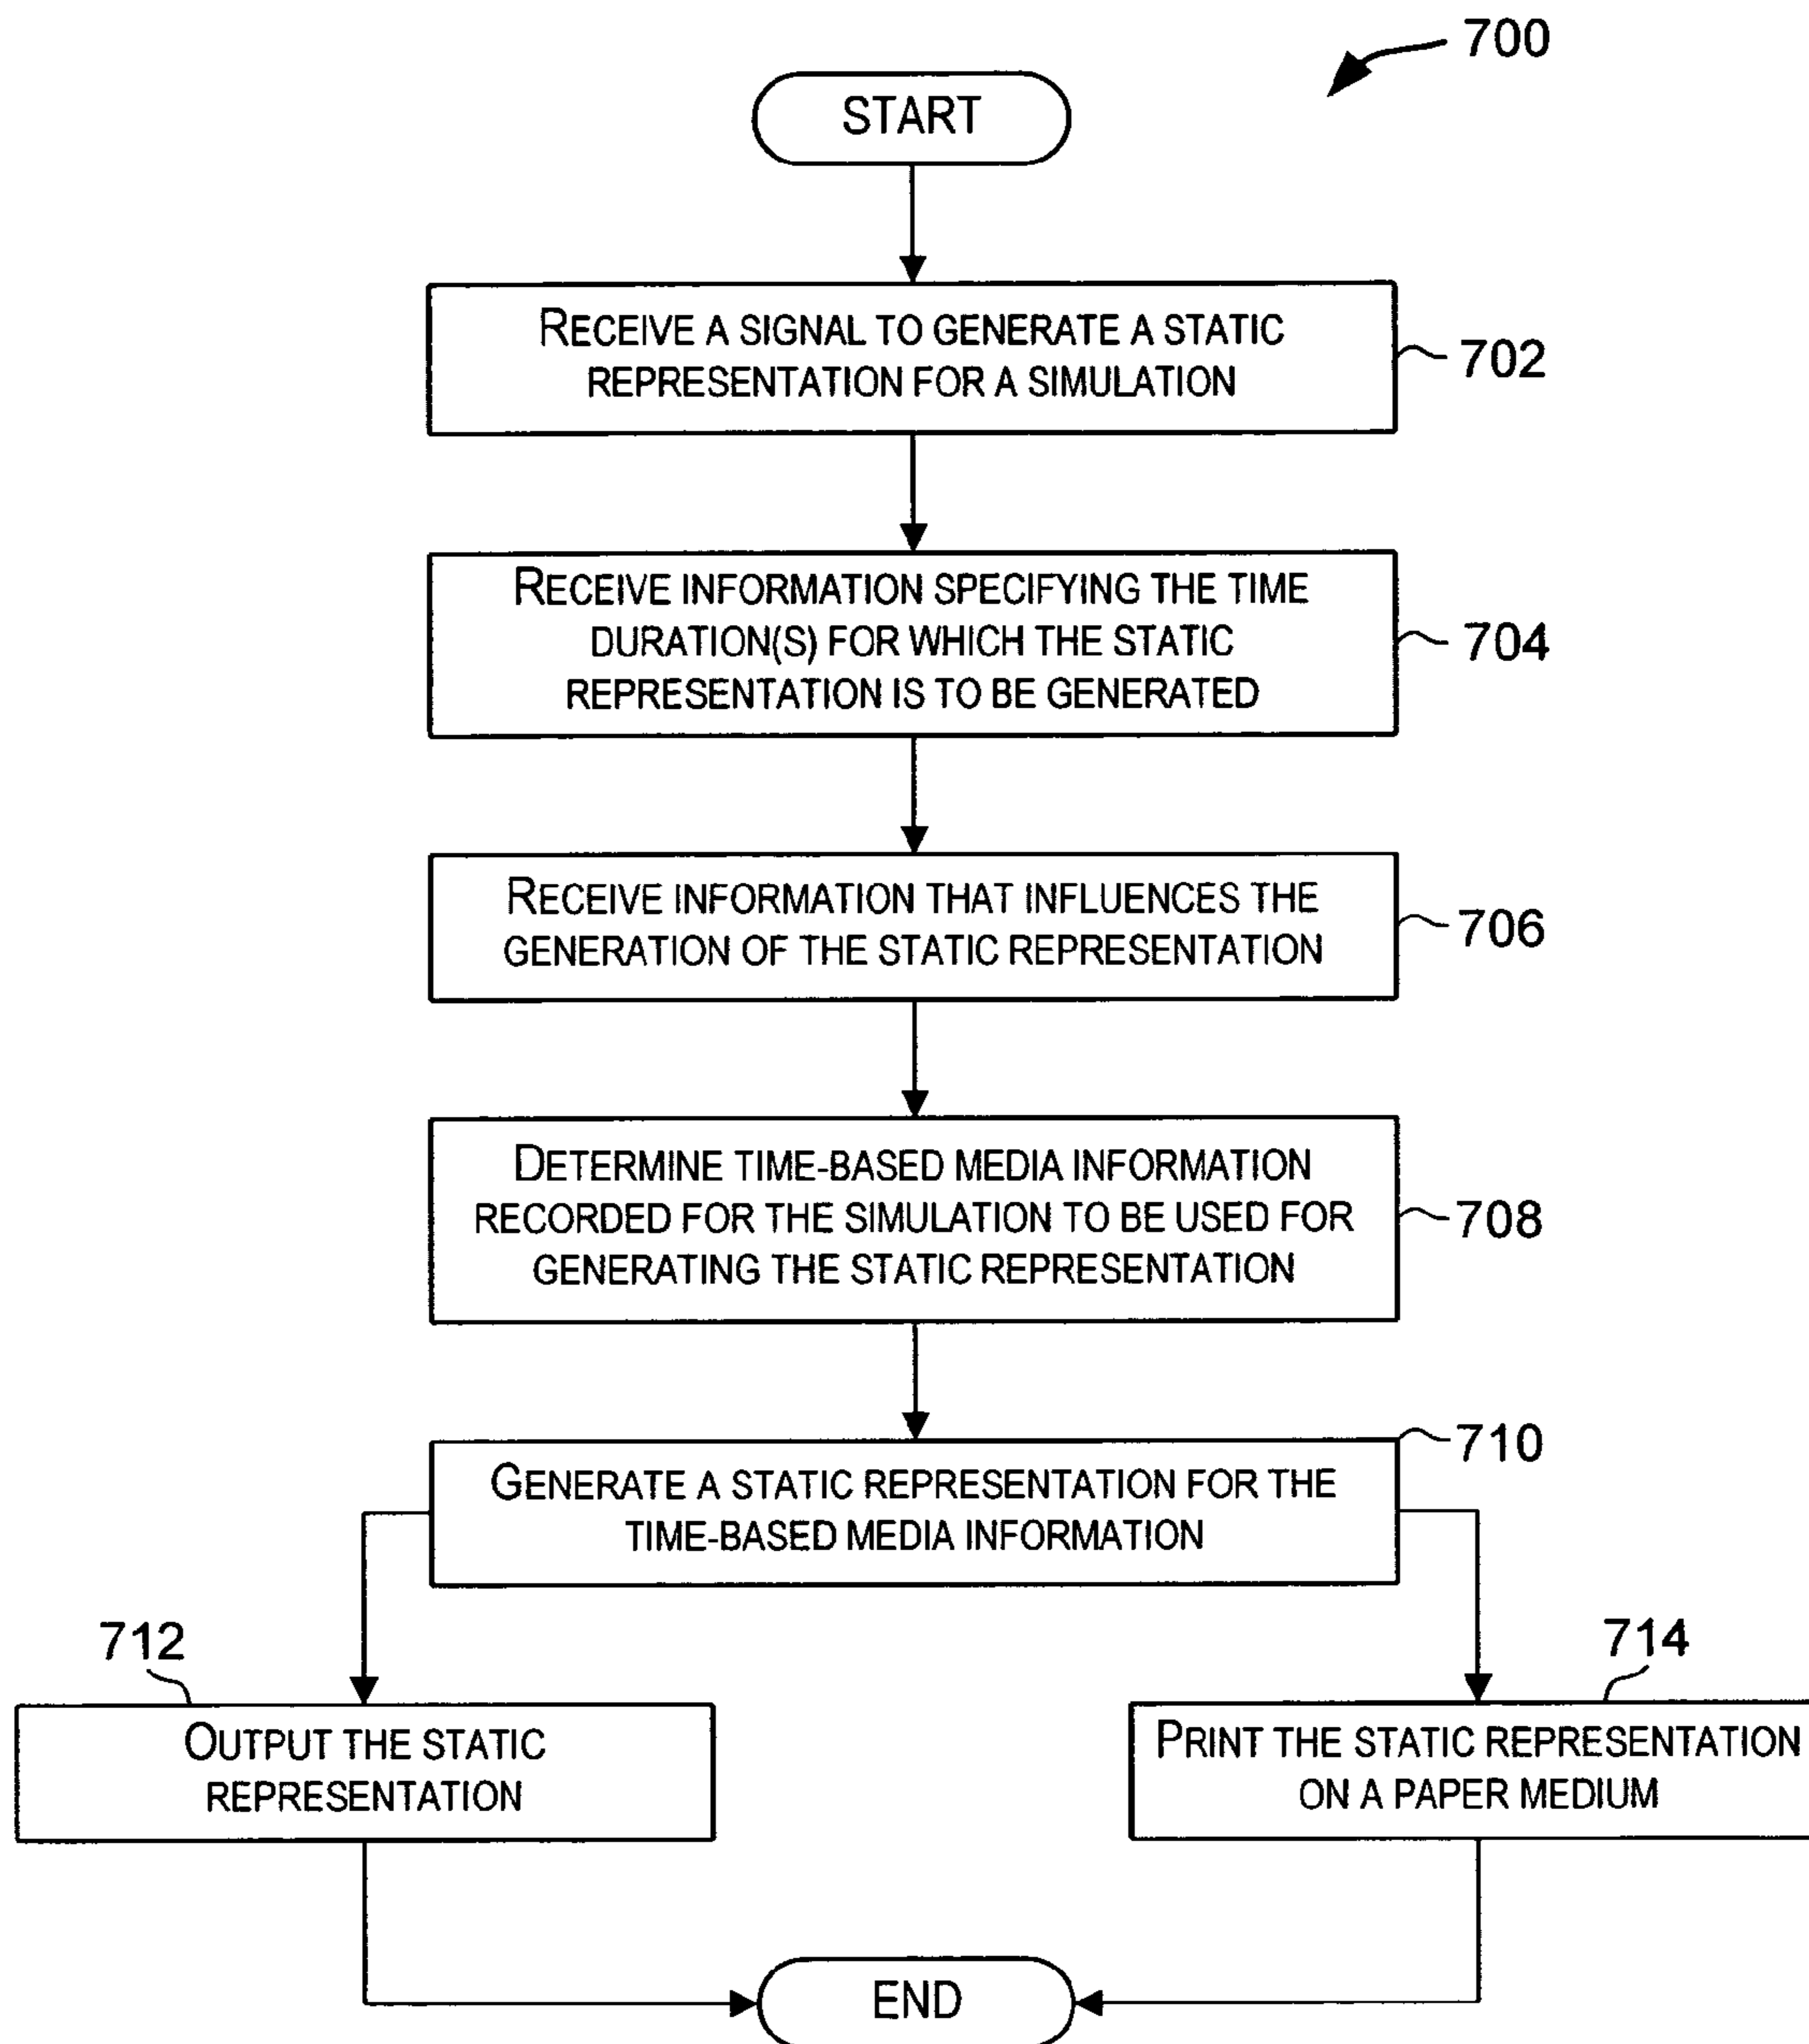 700
START
RECEIVE A SIGNAL TO GENERATE A STATIC
REPRESENTATION FOR A SIMULATION
702
RECEIVE INFORMATION SPECIFYING THE TIME
DURATION(S) FOR WHICH THE STATIC
REPRESENTATION IS TO BE GENERATED
704
RECEIVE INFORMATION THAT INFLUENCES THE
GENERATION OF THE STATIC REPRESENTATION
706
DETERMINE TIME-BASED MEDIA INFORMATION
RECORDED FOR THE SIMULATION TO BE USED FOR
GENERATING THE STATIC REPRESENTATION
708
710
GENERATE A STATIC REPRESENTATION FOR THE
TIME-BASED MEDIA INFORMATION
712
OUTPUT THE STATIC
REPRESENTATION
714
PRINT THE STATIC REPRESENTATION
ON A PAPER MEDIUM
END